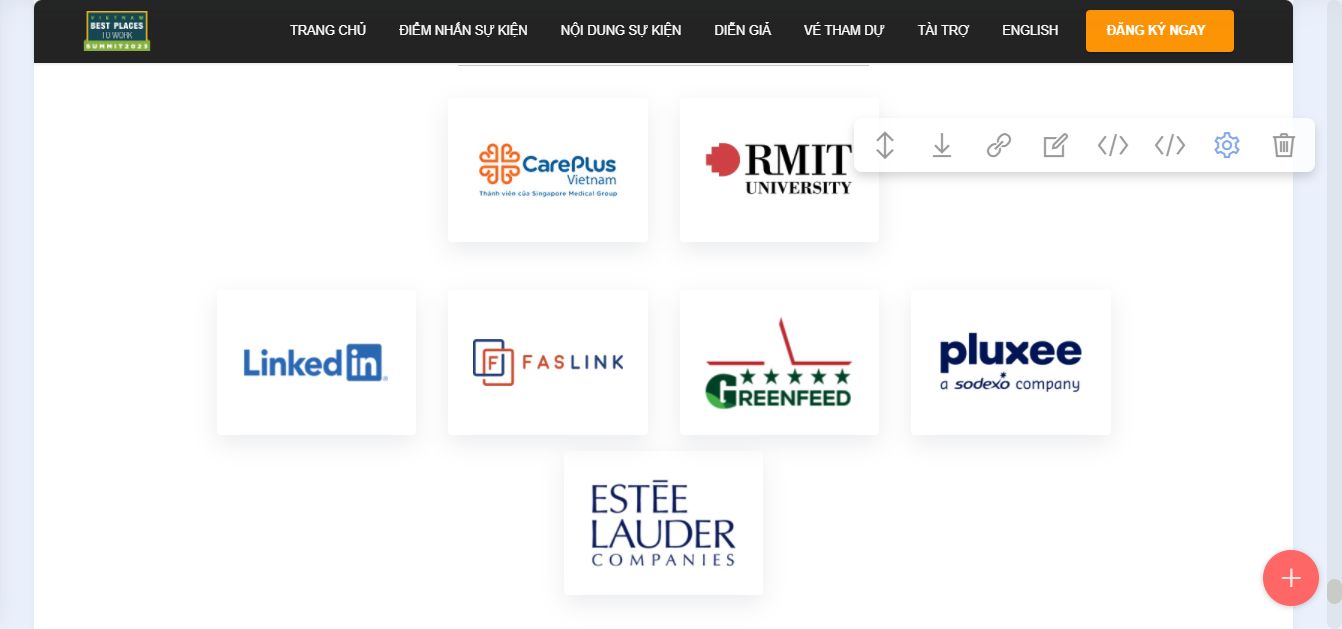 VIETNAM
BEST PLACES
TO WORK
SUMMIT2023
TRANG CHỦ
ĐIỂM NHẤN SỰ KIỆN
NỘI DUNG SỰ KIỆN
DIỄN GIẢ
VÉ THAM DỰ
TÀI TRỢ
ENGLISH
ĐĂNG KÝ NGAY
CarePlus
Vietnam
Thành viên của Singapore Medical Group
RMIT
UNIVERSITY
Linkedin
FASLINK
GREENFEED
pluxee
a sodexo company
ESTĒE
LAUDER
COMPANIES